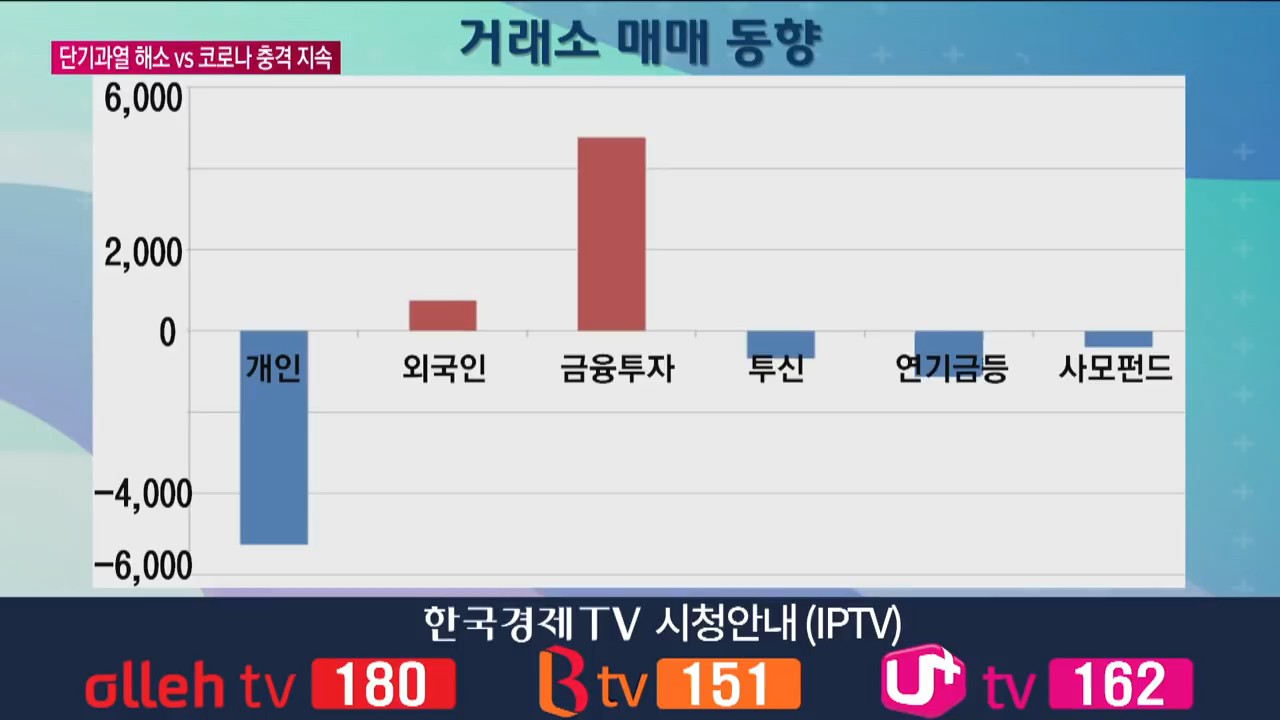 거래소 매매 동향
단기과열 해소 vs 코로나 충격 지속
6,000
2,000
0
-4,000
-6,000
개인 외국인 금융투자 투신 연기금등 사모펀드
한국경제TV 시청안내 (IPTV)
olleh tv 180 B tv 151 U+ tv 162